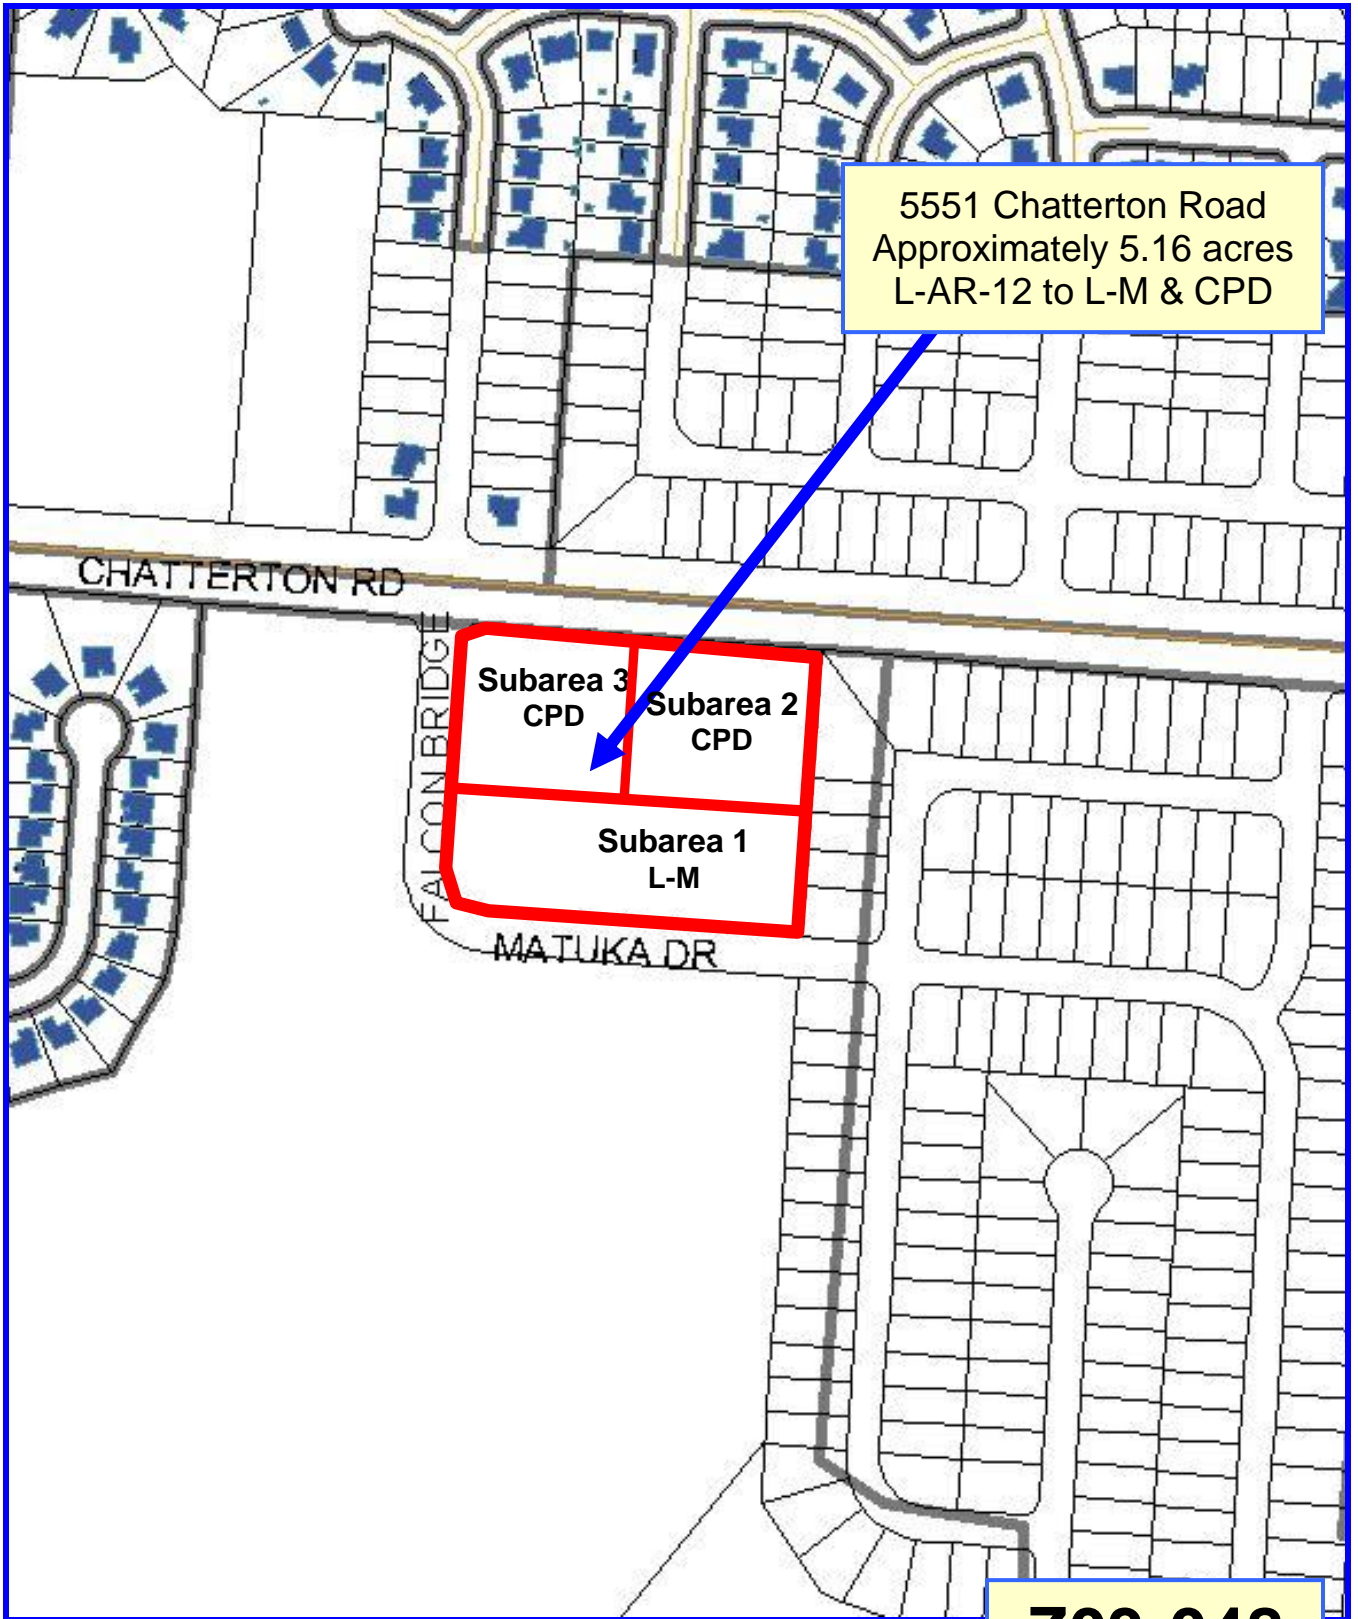 5551 Chatterton Road
Approximately 5.16 acres
L-AR-12 to L-M & CPD
CHATTERTON RD
FALCON BRIDGE
Subarea 3
CPD
Subarea 2
CPD
Subarea 1
L-M
MATUKA DR